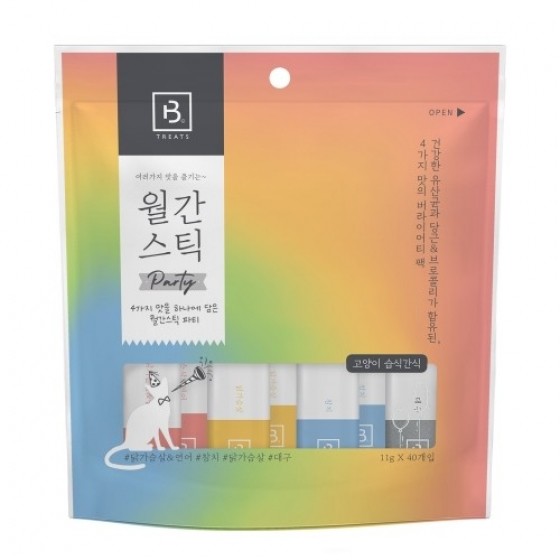 B.
TREATS
OPEN ▶
여러가지 맛을 즐기는~
월간
스틱
Party
4가지 맛을 하나에 담은
월간스틱 파티
건강한 유산균과 당근&브로콜리가 함유된,
4가지 맛의 버라이어티 팩
고양이 습식간식
B.
#닭가슴살&연어 #참치 #닭가슴살 #대구
11g X 40개입